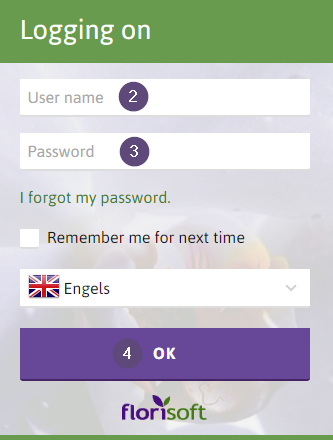 Logging on
User name 2
Password 3
I forgot my password.
Remember me for next time
Engels
4 OK
florisoft